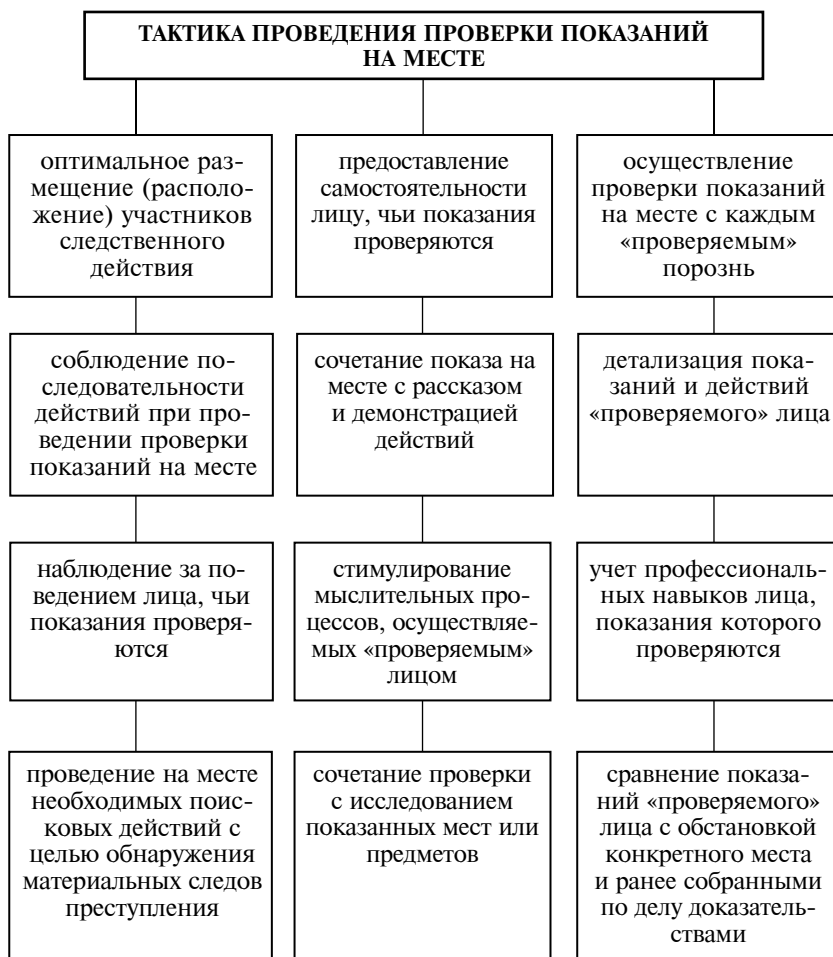 ТАКТИКА ПРОВЕДЕНИЯ ПРОВЕРКИ ПОКАЗАНИЙ
НА МЕСТЕ
оптимальное раз-
мещение (располо-
жение) участников
следственного
действия
предоставление
самостоятельности
лицу, чьи показания
проверяются
осуществление
проверки показаний
на месте с каждым
«проверяемым»
порознь
соблюдение по-
следовательности
действий при про-
ведении проверки
показаний на месте
сочетание показа на
месте с рассказом
и демонстрацией
действий
детализация пока-
заний и действий
«проверяемого» лица
наблюдение за по-
ведением лица, чьи
показания проверя-
ются
стимулирование
мыслительных про-
цессов, осуществляе-
мых «проверяемым»
лицом
учет профессиональ-
ных навыков лица,
показания которого
проверяются
проведение на месте
необходимых поис-
ковых действий с
целью обнаружения
материальных следов
преступления
сочетание проверки
с исследованием
показанных мест или
предметов
сравнение показа-
ний «проверяемого»
лица с обстановкой
конкретного места
и ранее собранными
по делу доказатель-
ствами